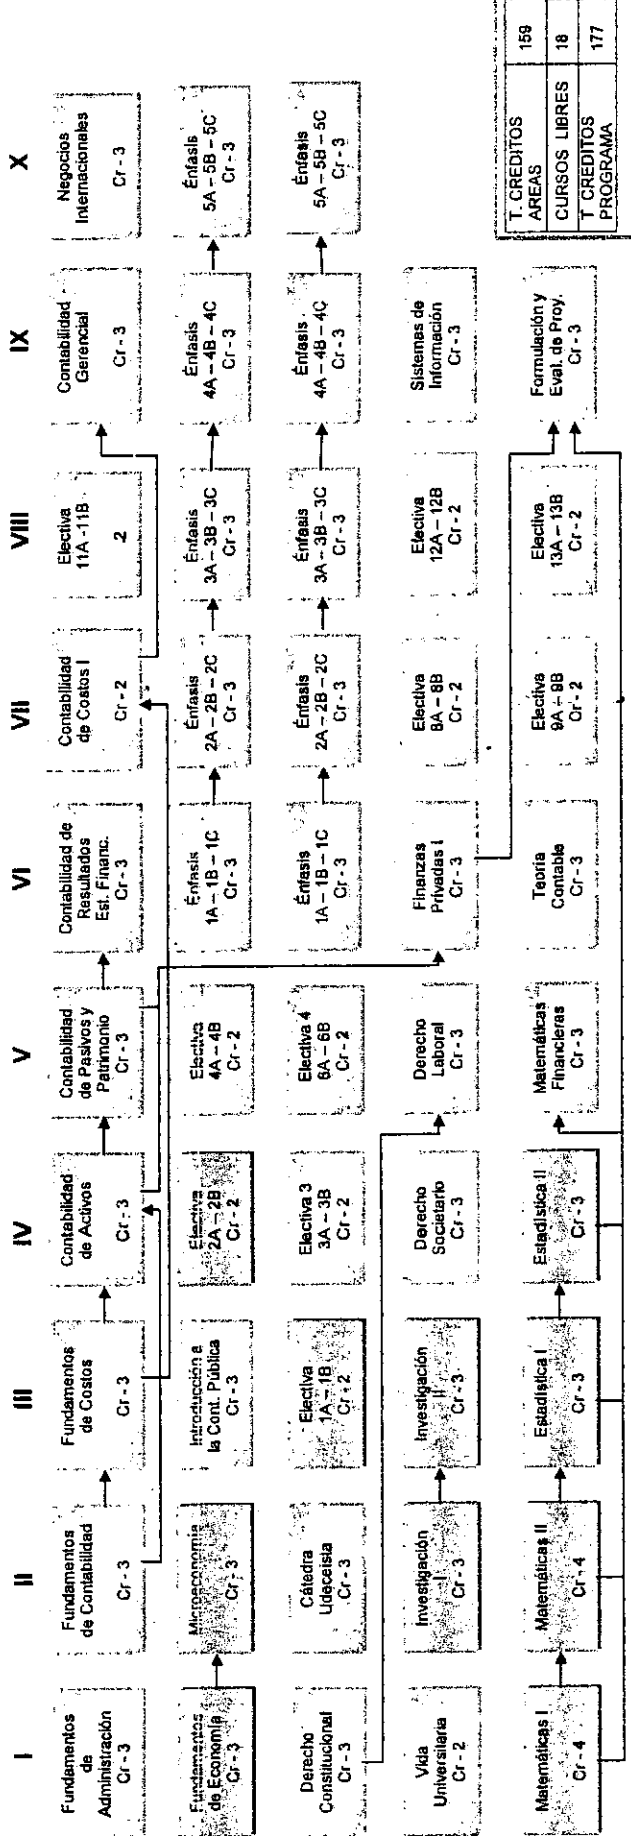 I
II
III
IV
V
VI
VII
VIII
IX
X
Fundamentos
de
Administración
Cr - 3
Fundamentos
de Contabilidad
Cr - 3
Fundamentos
de Costos
Cr - 3
Contabilidad
de Activos
Cr - 3
Contabilidad
de Pasivos y
Patrimonio
Cr - 3
Contabilidad de
Resultados
Est. Financ.
Cr - 3
Contabilidad
de Costos I
Cr - 2
Electiva
11A -11B
2
Contabilidad
Gerencial
Cr - 3
Negocios
Internacionales
Cr - 3
Fundamentos
de Economía
Cr - 3
Microeconomía
Cr - 3
Introducción a
la Cont. Pública
Cr - 3
Electiva
2A – 2B
Cr - 2
Electiva
4A – 4B
Cr - 2
Énfasis
1A – 1B – 1C
Cr - 3
Énfasis
2A – 2B – 2C
Cr - 3
Énfasis
3A – 3B – 3C
Cr - 3
Énfasis
4A – 4B – 4C
Cr - 3
Énfasis
5A – 5B – 5C
Cr - 3
Derecho
Constitucional
Cr - 3
Cátedra
Udeceista
Cr - 3
Electiva
1A – 1B
Cr - 2
Electiva 3
3A – 3B
Cr - 2
Electiva 4
6A – 6B
Cr - 2
Énfasis
1A – 1B – 1C
Cr - 3
Énfasis
2A – 2B – 2C
Cr - 3
Énfasis
3A – 3B – 3C
Cr - 3
Énfasis
4A – 4B – 4C
Cr - 3
Énfasis
5A – 5B – 5C
Cr - 3
Vida
Universitaria
Cr - 2
Investigación
I
Cr - 3
Investigación
II
Cr - 3
Derecho
Societario
Cr - 3
Derecho
Laboral
Cr - 3
Finanzas
Privadas I
Cr - 3
Electiva
8A – 8B
Cr - 2
Electiva
12A – 12B
Cr - 2
Sistemas de
Información
Cr - 3
Matemáticas I
Cr - 4
Matemáticas II
Cr - 4
Estadística I
Cr - 3
Estadística II
Cr - 3
Matemáticas
Financieras
Cr - 3
Teoría
Contable
Cr - 3
Electiva
9A – 9B
Cr - 2
Electiva
13A – 13B
Cr - 2
Formulación y
Eval. de Proy.
Cr - 3
T. CREDITOS
AREAS
159
CURSOS LIBRES
18
T CREDITOS
PROGRAMA
177